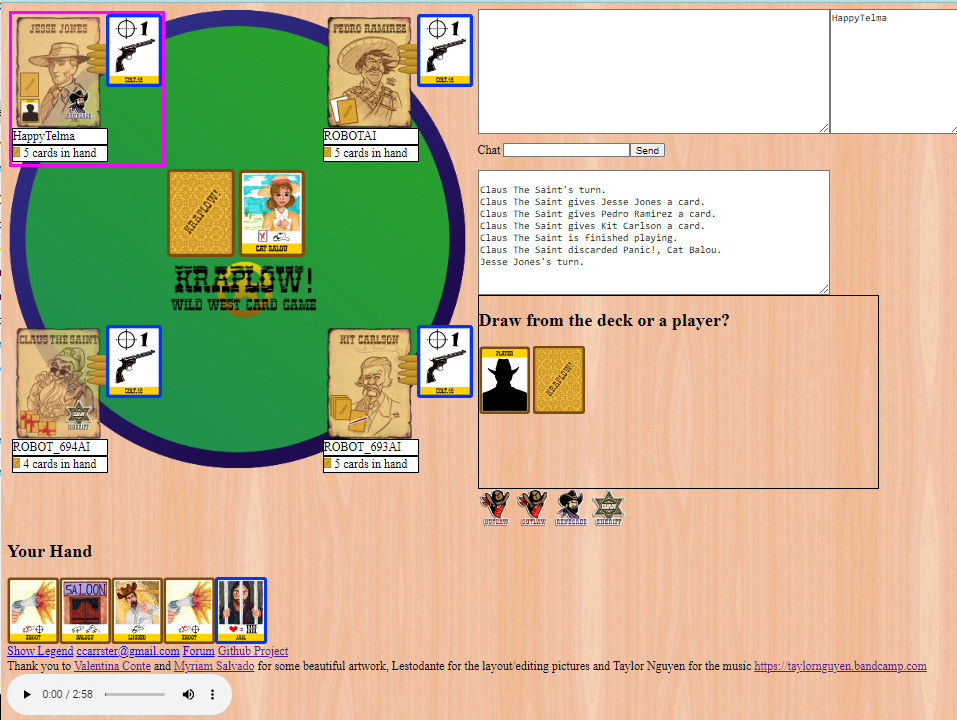 JESSE JONES
1
COLT.45
RENEGADE
HappyTelma
5 cards in hand
PEDRO RAMIREZ
1
COLT.45
ROBOTAI
5 cards in hand
KRAPLOW!
CAT BALOU
KRAPLOW!
WILD WEST CARD GAME
CLAUS THE SAINT
1
COLT.45
SHERIFF
ROBOT_694AI
4 cards in hand
KIT CARLSON
1
COLT.45
ROBOT_693AI
5 cards in hand
HappyTelma
Chat
Send
Claus The Saint's turn.
Claus The Saint gives Jesse Jones a card.
Claus The Saint gives Pedro Ramirez a card.
Claus The Saint gives Kit Carlson a card.
Claus The Saint is finished playing.
Claus The Saint discarded Panic!, Cat Balou.
Jesse Jones's turn.
Draw from the deck or a player?
PLAYER
KRAPLOW!
OUTLAW OUTLAW RENEGADE SHERIFF
Your Hand
SALOON
SHOOT SALOON MISSED SHOOT JAIL
Show Legend ccarrster@gmail.com Forum Github Project
Thank you to Valentina Conte and Myriam Salvado for some beautiful artwork, Lestodante for the layout/editing pictures and Taylor Nguyen for the music https://taylornguyen.bandcamp.com
0:00 / 2:58